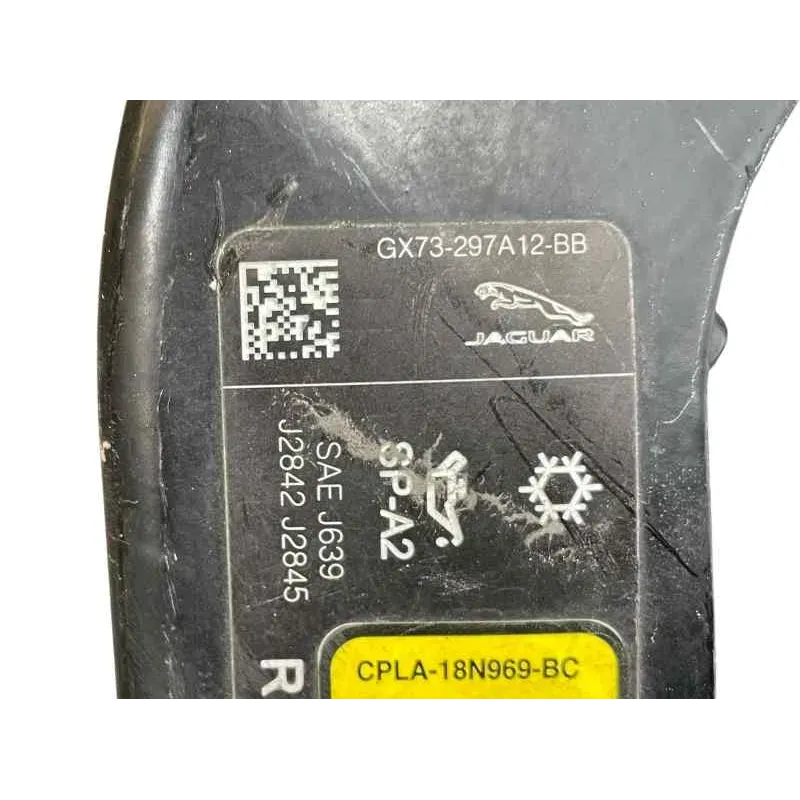 GX73-297A12-BB
JAGUAR
SP-A2
SAE J639
J2842 J2845
R
CPLA-18N969-BC